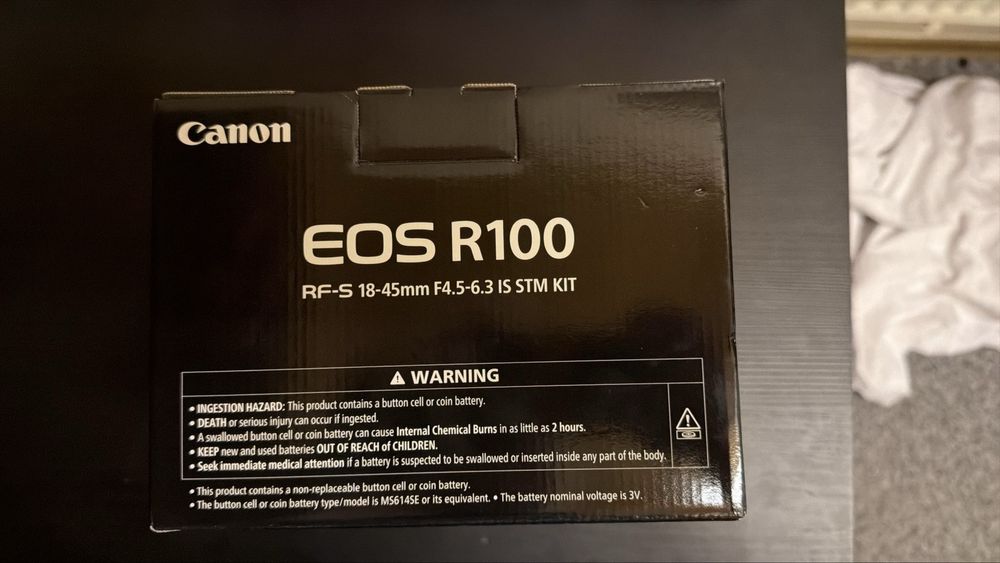 Canon
EOS R100
RF-S 18-45mm F4.5-6.3 IS STM KIT
⚠ WARNING
• INGESTION HAZARD: This product contains a button cell or coin battery.
• DEATH or serious injury can occur if ingested.
• A swallowed button cell or coin battery can cause Internal Chemical Burns in as little as 2 hours.
• KEEP new and used batteries OUT OF REACH of CHILDREN.
• Seek immediate medical attention if a battery is suspected to be swallowed or inserted inside any part of the body.
• This product contains a non-replaceable button cell or coin battery.
• The button cell or coin battery type/model is MS614SE or its equivalent. • The battery nominal voltage is 3V.